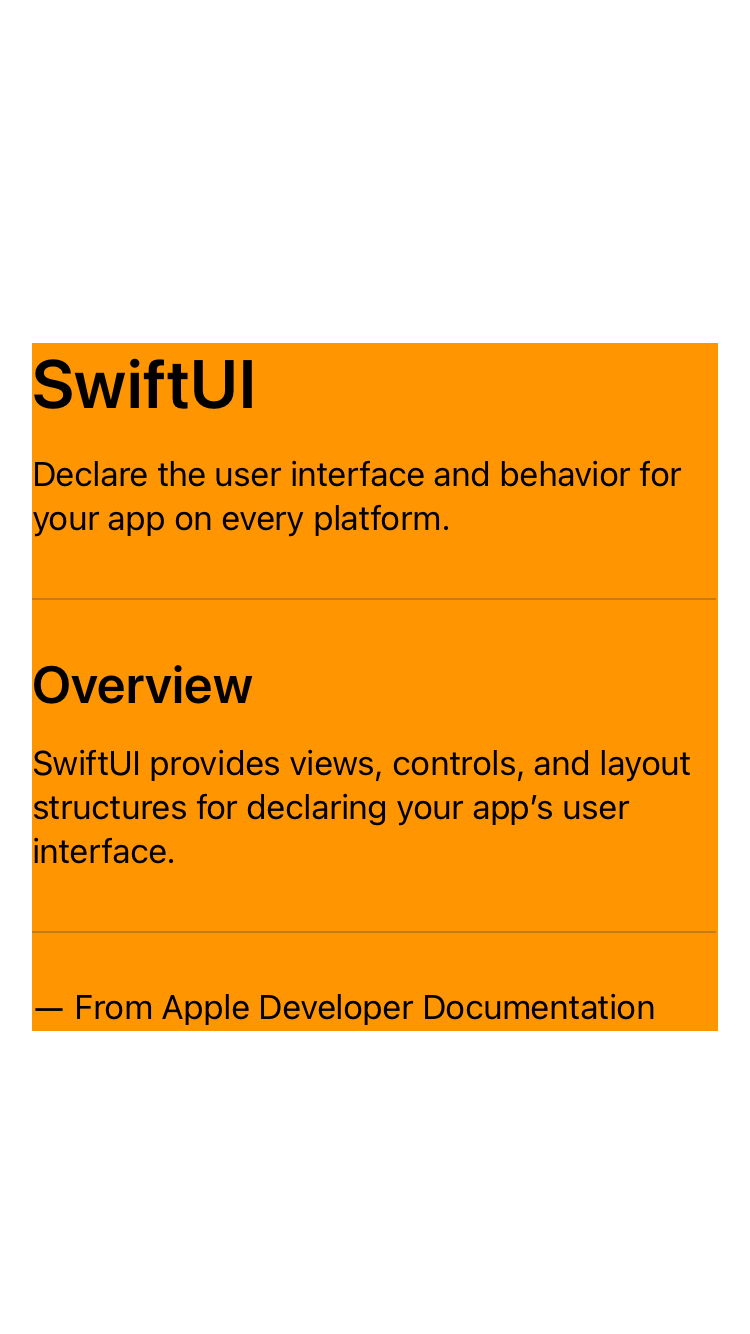 SwiftUI
Declare the user interface and behavior for
your app on every platform.
Overview
SwiftUI provides views, controls, and layout
structures for declaring your app’s user
interface.
— From Apple Developer Documentation